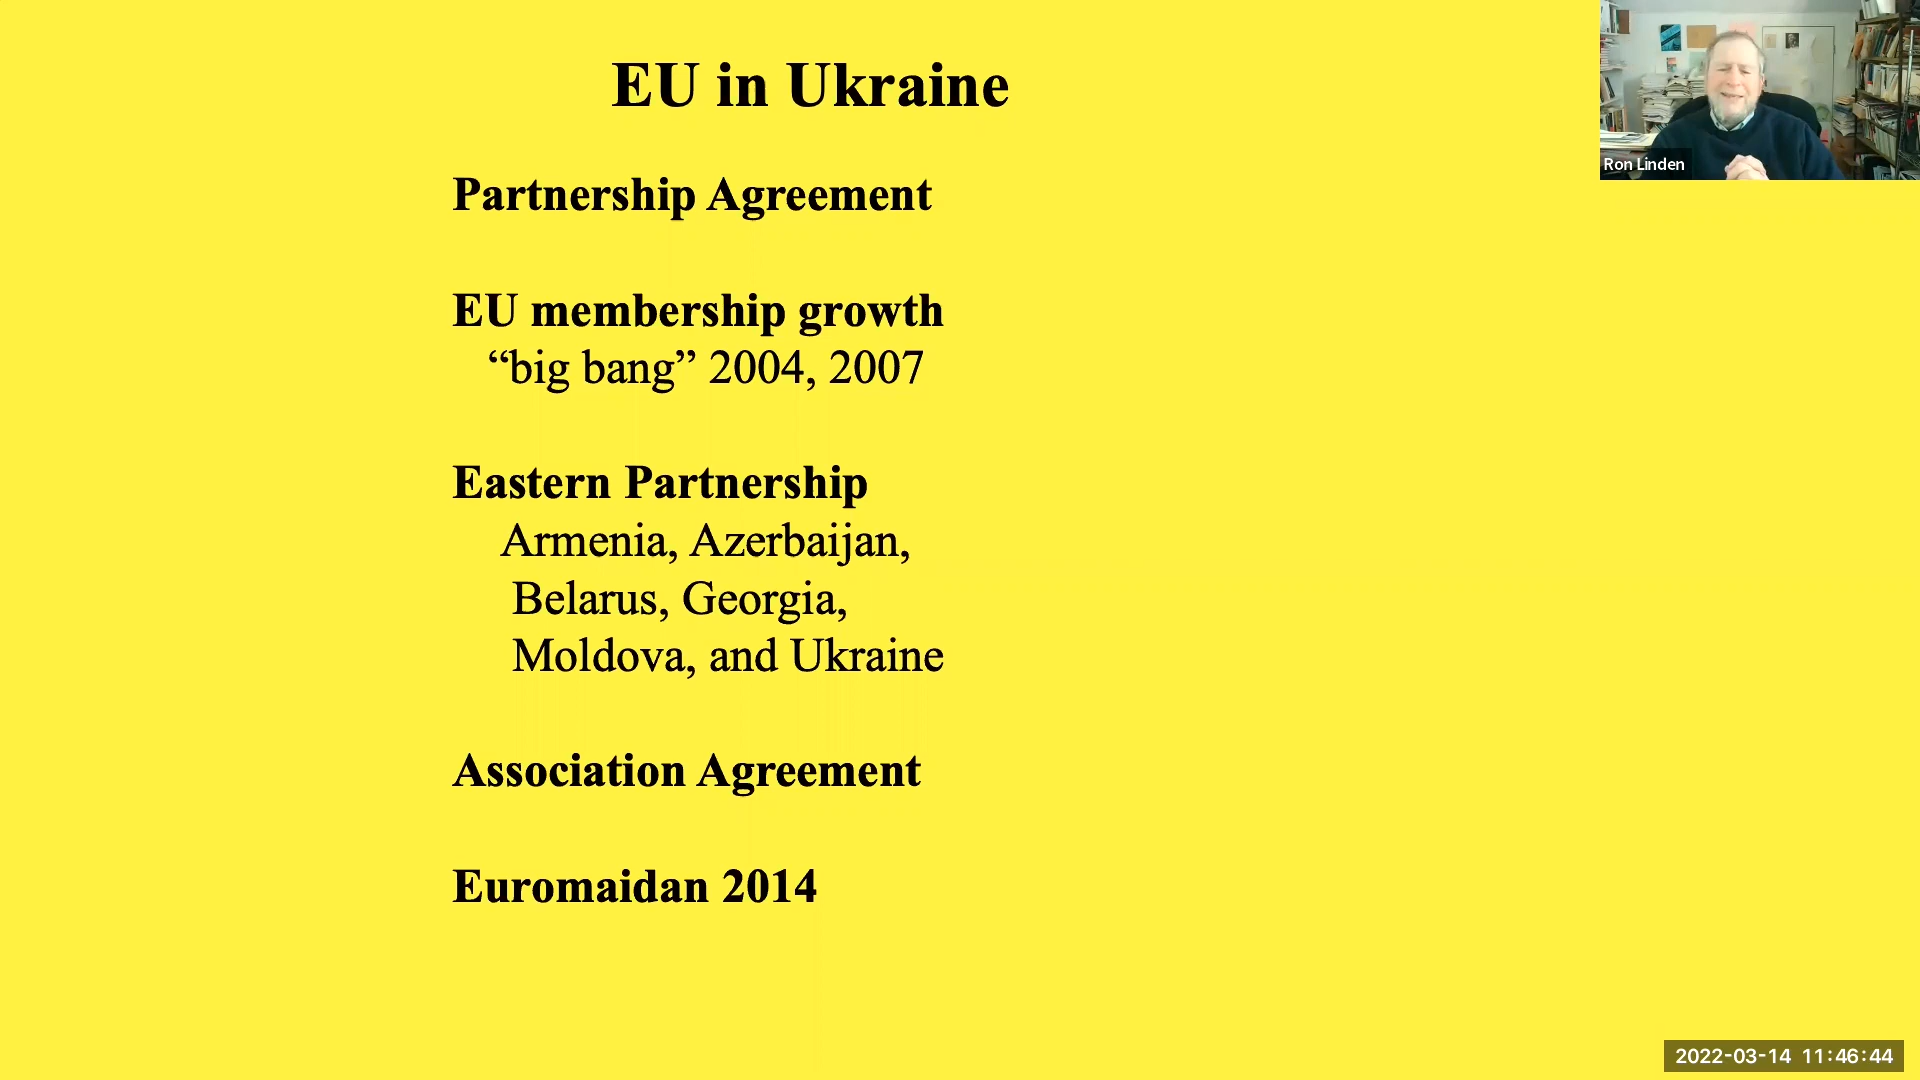 EU in Ukraine
Partnership Agreement
EU membership growth
“big bang” 2004, 2007
Eastern Partnership
Armenia, Azerbaijan,
Belarus, Georgia,
Moldova, and Ukraine
Association Agreement
Euromaidan 2014
Ron Linden
2022-03-14 11:46:44